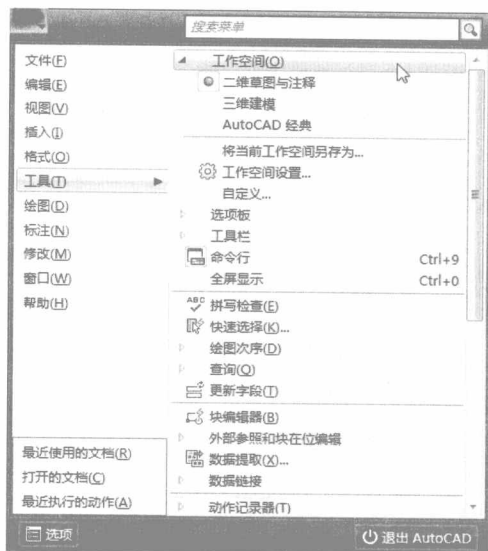 搜索菜单
文件(F)
编辑(E)
视图(V)
插入(I)
格式(O)
工具(T)
绘图(D)
标注(N)
修改(M)
窗口(W)
帮助(H)
最近使用的文档(R)
打开的文档(C)
最近执行的动作(A)
工作空间(O)
二维草图与注释
三维建模
AutoCAD 经典
将当前工作空间另存为...
工作空间设置...
自定义...
选项板
工具栏
命令行 Ctrl+9
全屏显示 Ctrl+0
ABC 拼写检查(E)
快速选择(K)...
绘图次序(D)
查询(Q)
更新字段(T)
块编辑器(B)
外部参照和块在位编辑
数据提取(X)...
数据链接
动作记录器(T)
选项
退出 AutoCAD